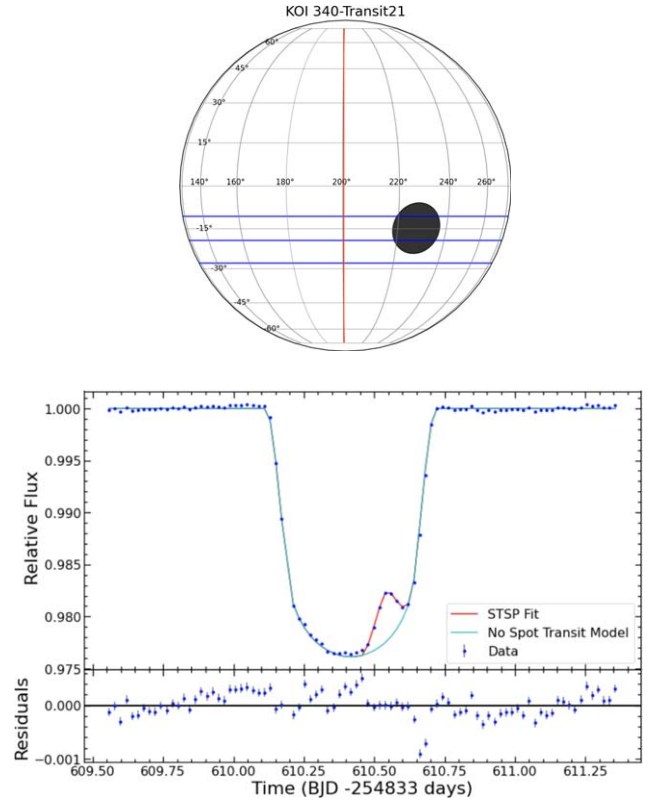 KOI 340-Transit21
60°
45°
30°
15°
140° 160° 180° 200° 220° 240° 260°
-15°
-30°
-45°
-60°
1.000
0.995
0.990
0.985
0.980
0.975
Relative Flux
STSP Fit
No Spot Transit Model
Data
0.000
−0.001
Residuals
609.50 609.75 610.00 610.25 610.50 610.75 611.00 611.25
Time (BJD -254833 days)